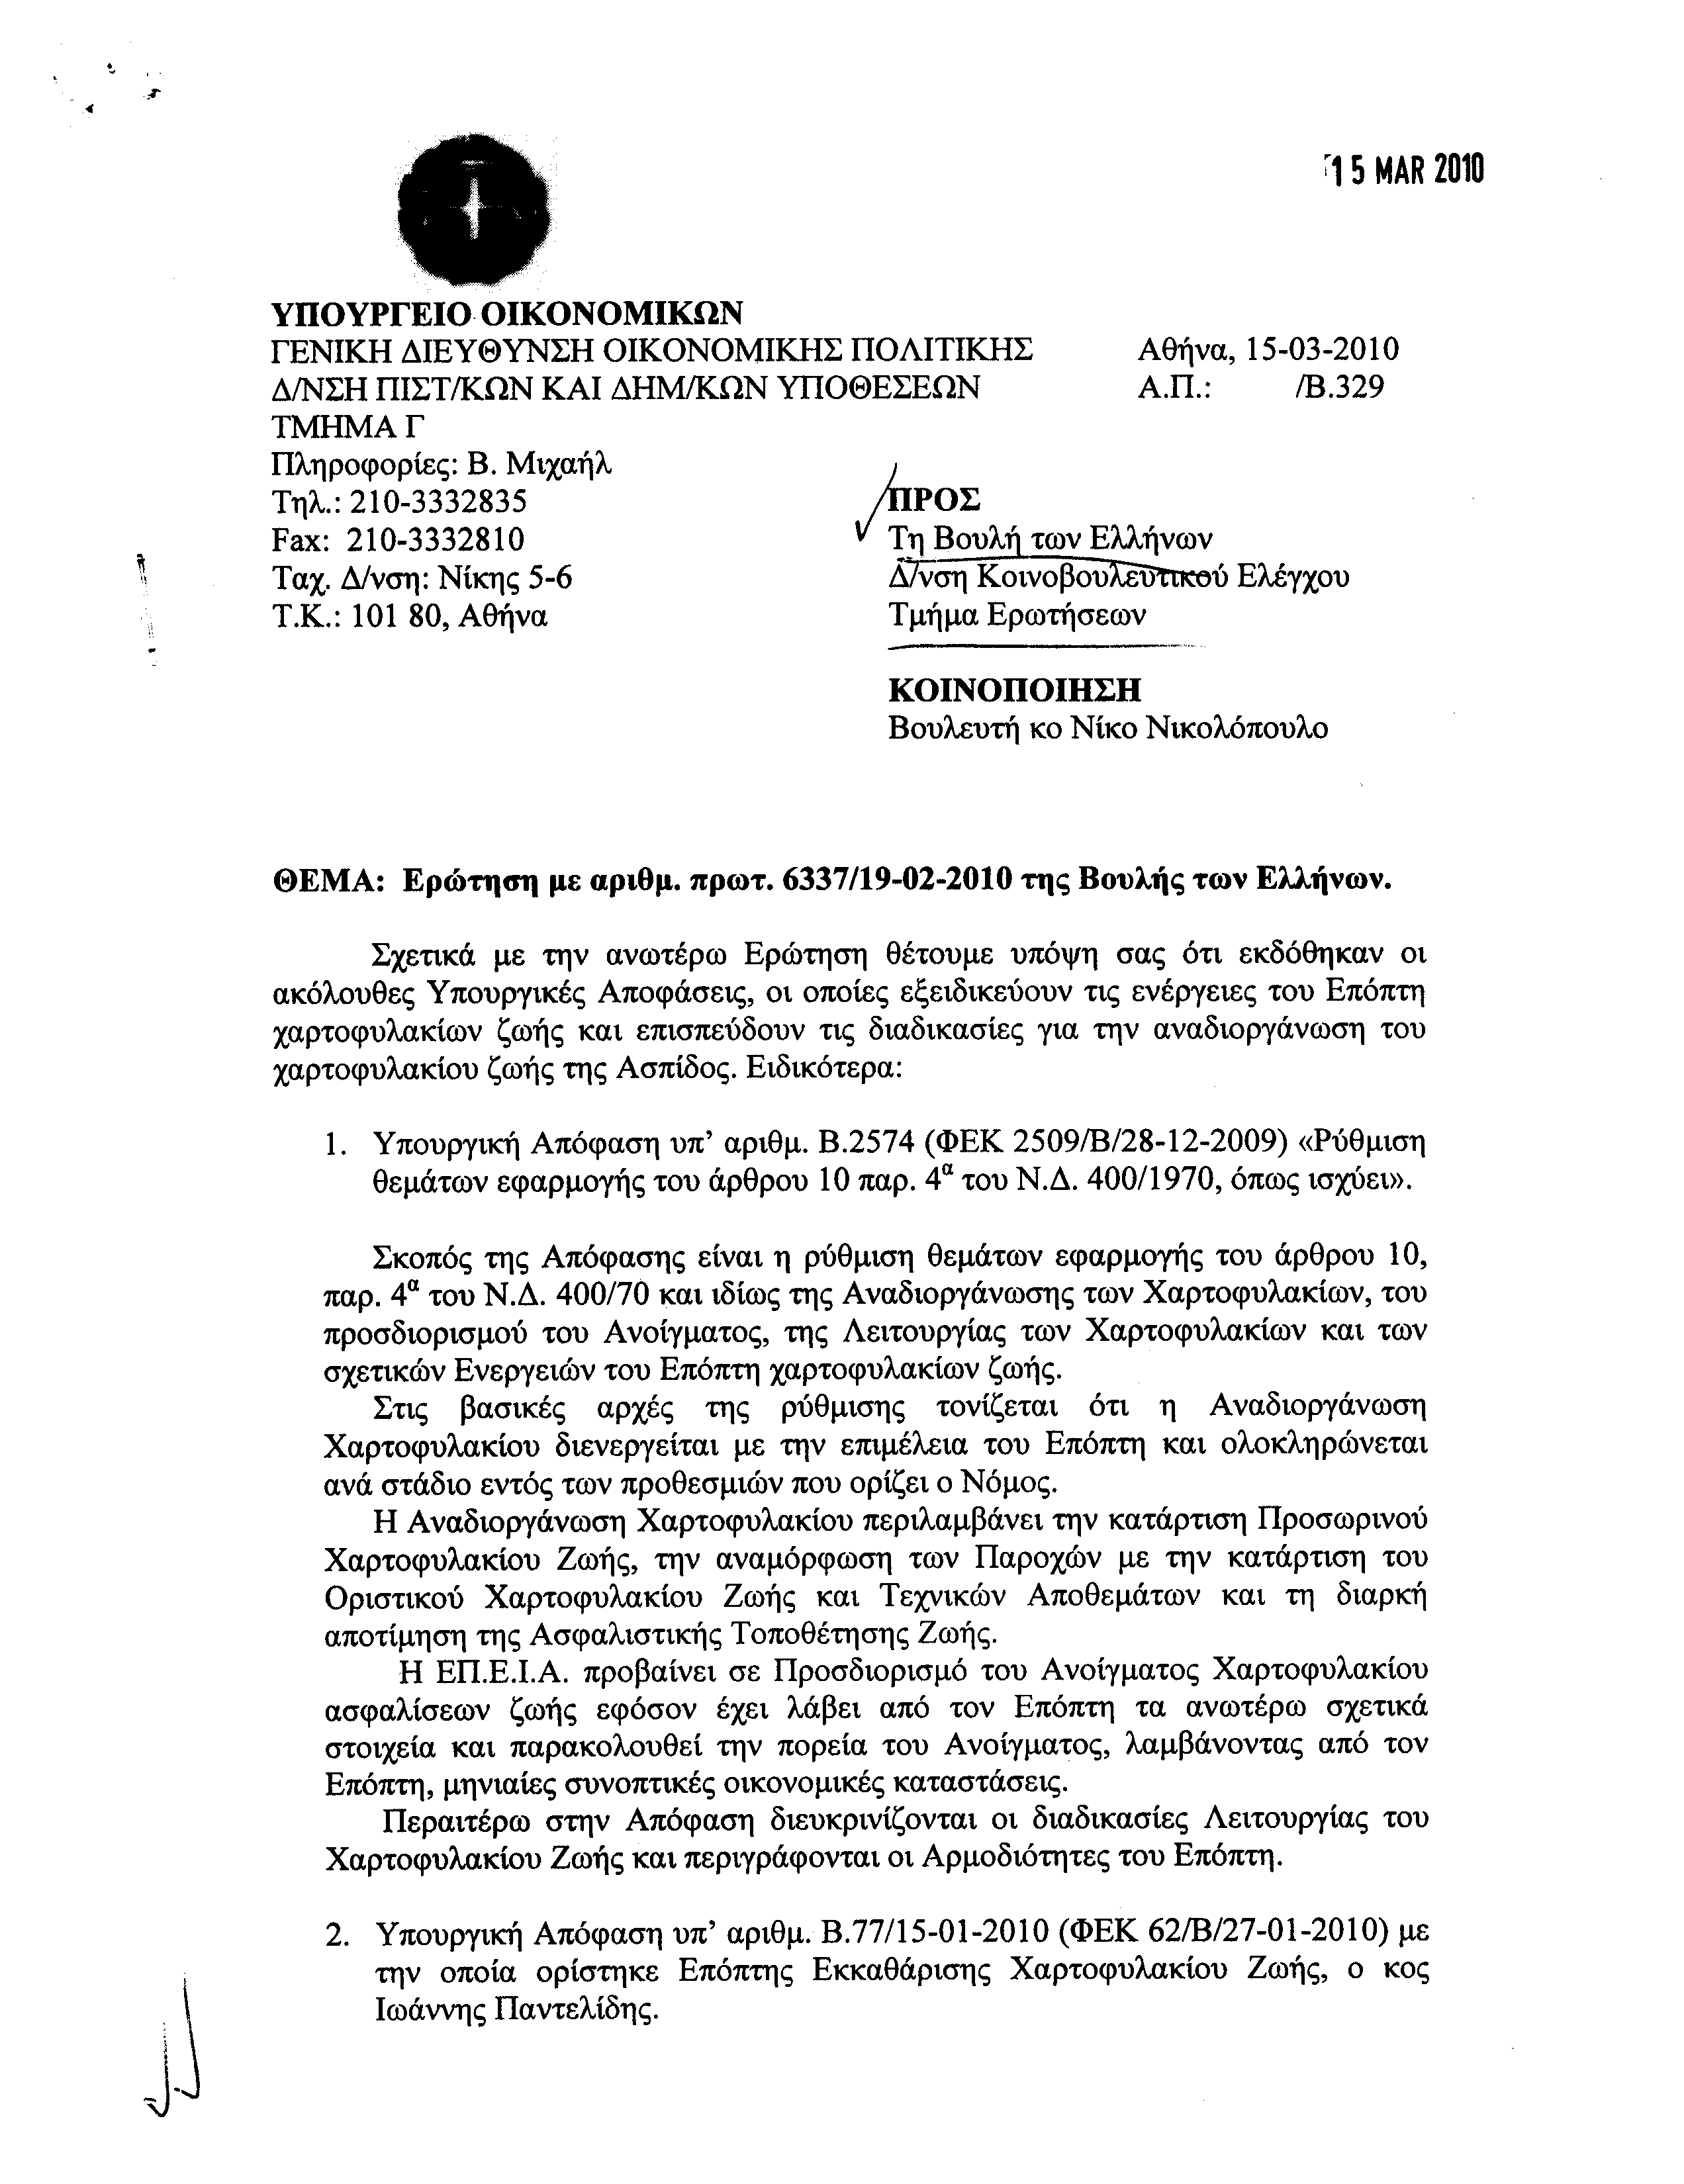 15 MAR 2010
ΥΠΟΥΡΓΕΙΟ ΟΙΚΟΝΟΜΙΚΩΝ
ΓΕΝΙΚΗ ΔΙΕΥΘΥΝΣΗ ΟΙΚΟΝΟΜΙΚΗΣ ΠΟΛΙΤΙΚΗΣ
Δ/ΝΣΗ ΠΙΣΤ/ΚΩΝ ΚΑΙ ΔΗΜ/ΚΩΝ ΥΠΟΘΕΣΕΩΝ
ΤΜΗΜΑ Γ
Πληροφορίες: Β. Μιχαήλ
Τηλ.: 210-3332835
Fax: 210-3332810
Ταχ. Δ/νση: Νίκης 5-6
Τ.Κ.: 101 80, Αθήνα
Αθήνα, 15-03-2010
Α.Π.: /Β.329
ΠΡΟΣ
Τη Βουλή των Ελλήνων
Δ/νση Κοινοβουλευτικού Ελέγχου
Τμήμα Ερωτήσεων
ΚΟΙΝΟΠΟΙΗΣΗ
Βουλευτή κο Νίκο Νικολόπουλο
ΘΕΜΑ: Ερώτηση με αριθμ. πρωτ. 6337/19-02-2010 της Βουλής των Ελλήνων.
Σχετικά με την ανωτέρω Ερώτηση θέτουμε υπόψη σας ότι εκδόθηκαν οι
ακόλουθες Υπουργικές Αποφάσεις, οι οποίες εξειδικεύουν τις ενέργειες του Επόπτη
χαρτοφυλακίων ζωής και επισπεύδουν τις διαδικασίες για την αναδιοργάνωση του
χαρτοφυλακίου ζωής της Ασπίδος. Ειδικότερα:
1. Υπουργική Απόφαση υπ' αριθμ. Β.2574 (ΦΕΚ 2509/Β/28-12-2009) «Ρύθμιση
θεμάτων εφαρμογής του άρθρου 10 παρ. 4α του Ν.Δ. 400/1970, όπως ισχύει».
Σκοπός της Απόφασης είναι η ρύθμιση θεμάτων εφαρμογής του άρθρου 10,
παρ. 4α του Ν.Δ. 400/70 και ιδίως της Αναδιοργάνωσης των Χαρτοφυλακίων, του
προσδιορισμού του Ανοίγματος, της Λειτουργίας των Χαρτοφυλακίων και των
σχετικών Ενεργειών του Επόπτη χαρτοφυλακίων ζωής.
Στις βασικές αρχές της ρύθμισης τονίζεται ότι η Αναδιοργάνωση
Χαρτοφυλακίου διενεργείται με την επιμέλεια του Επόπτη και ολοκληρώνεται
ανά στάδιο εντός των προθεσμιών που ορίζει ο Νόμος.
Η Αναδιοργάνωση Χαρτοφυλακίου περιλαμβάνει την κατάρτιση Προσωρινού
Χαρτοφυλακίου Ζωής, την αναμόρφωση των Παροχών με την κατάρτιση του
Οριστικού Χαρτοφυλακίου Ζωής και Τεχνικών Αποθεμάτων και τη διαρκή
αποτίμηση της Ασφαλιστικής Τοποθέτησης Ζωής.
Η ΕΠ.Ε.Ι.Α. προβαίνει σε Προσδιορισμό του Ανοίγματος Χαρτοφυλακίου
ασφαλίσεων ζωής εφόσον έχει λάβει από τον Επόπτη τα ανωτέρω σχετικά
στοιχεία και παρακολουθεί την πορεία του Ανοίγματος, λαμβάνοντας από τον
Επόπτη, μηνιαίες συνοπτικές οικονομικές καταστάσεις.
Περαιτέρω στην Απόφαση διευκρινίζονται οι διαδικασίες Λειτουργίας του
Χαρτοφυλακίου Ζωής και περιγράφονται οι Αρμοδιότητες του Επόπτη.
2. Υπουργική Απόφαση υπ' αριθμ. Β.77/15-01-2010 (ΦΕΚ 62/Β/27-01-2010) με
την οποία ορίστηκε Επόπτης Εκκαθάρισης Χαρτοφυλακίου Ζωής, ο κος
Ιωάννης Παντελίδης.